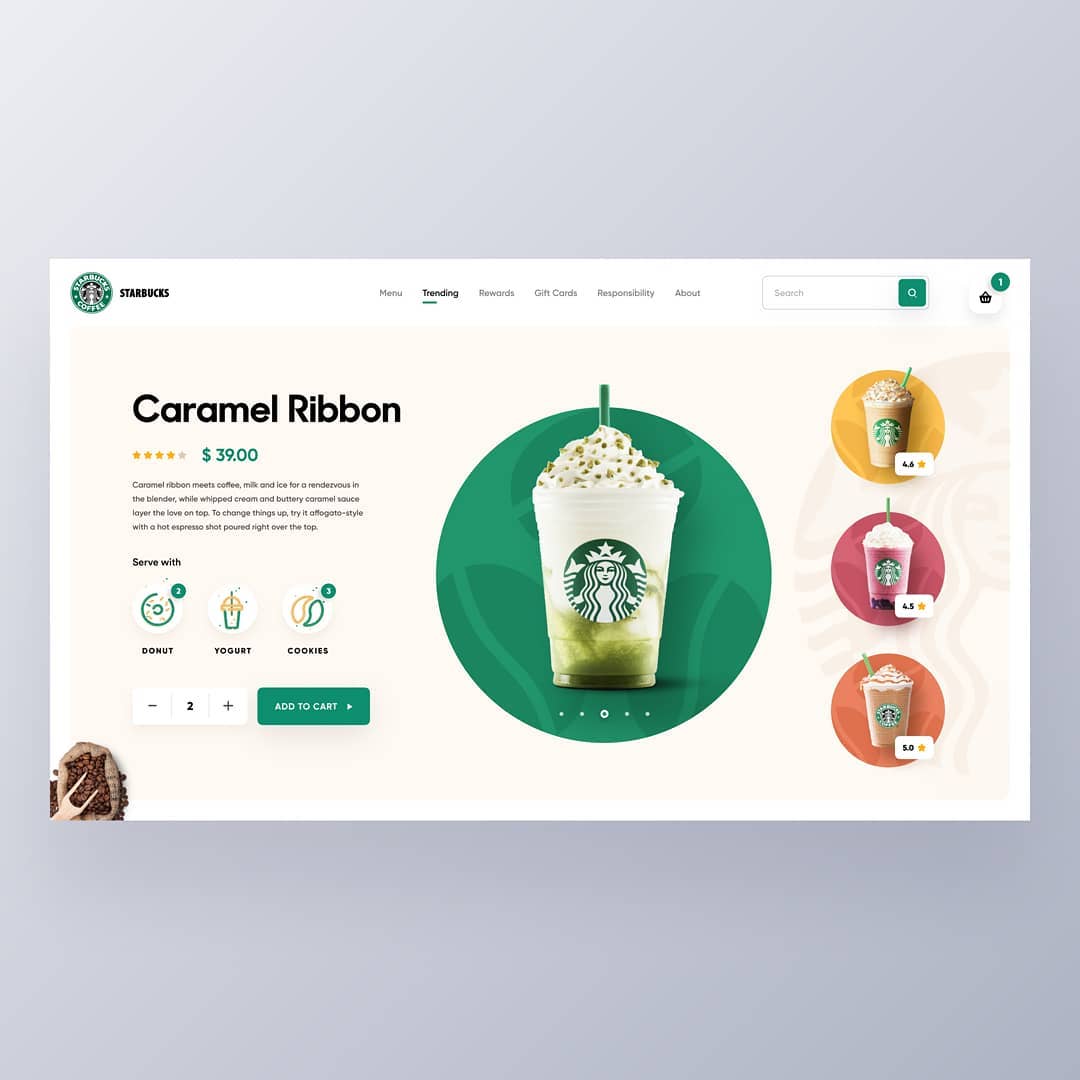 STARBUCKS
COFFEE
STARBUCKS
Menu
Trending
Rewards
Gift Cards
Responsibility
About
Search
1
Caramel Ribbon
$ 39.00
Caramel ribbon meets coffee, milk and ice for a rendezvous in
the blender, while whipped cream and buttery caramel sauce
layer the love on top. To change things up, try it affogato-style
with a hot espresso shot poured right over the top.
Serve with
2
3
DONUT
YOGURT
COOKIES
2
ADD TO CART
4.6
4.5
5.0